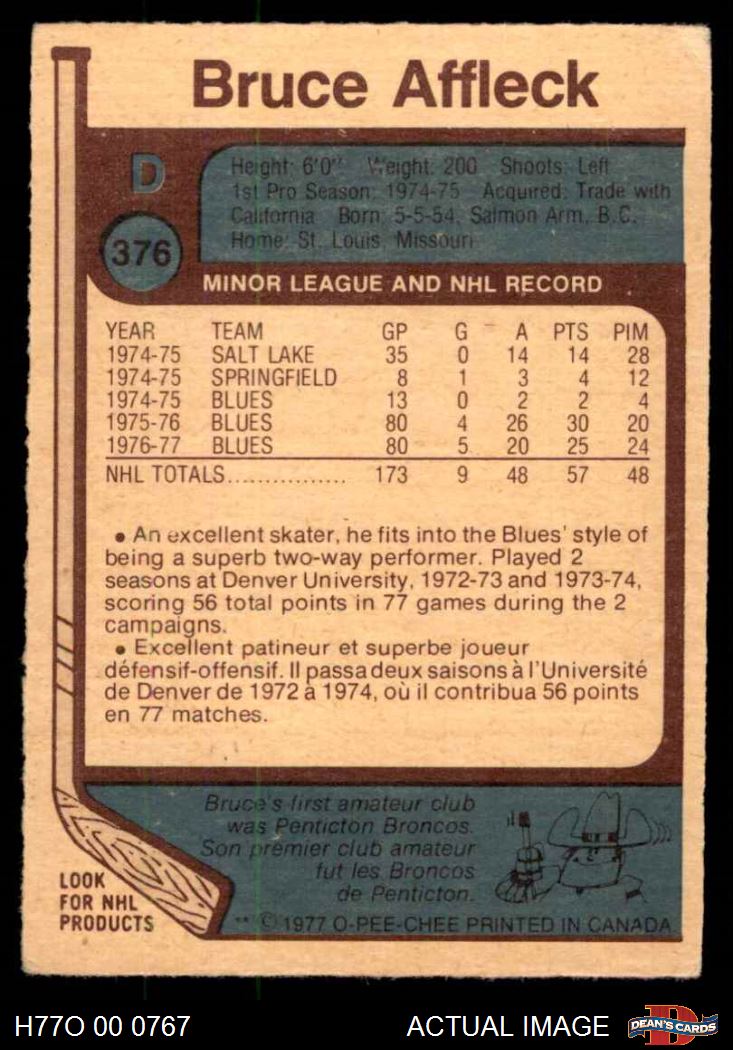 Bruce Affleck
D
376
Height: 6'0" Weight: 200 Shoots: Left
1st Pro Season: 1974-75 Acquired: Trade with
California Born: 5-5-54, Salmon Arm, B.C.
Home: St. Louis, Missouri
MINOR LEAGUE AND NHL RECORD
YEAR TEAM GP G A PTS PIM
1974-75 SALT LAKE 35 0 14 14 28
1974-75 SPRINGFIELD 8 1 3 4 12
1974-75 BLUES 13 0 2 2 4
1975-76 BLUES 80 4 26 30 20
1976-77 BLUES 80 5 20 25 24
NHL TOTALS................ 173 9 48 57 48
• An excellent skater, he fits into the Blues' style of
being a superb two-way performer. Played 2
seasons at Denver University, 1972-73 and 1973-74,
scoring 56 total points in 77 games during the 2
campaigns.
• Excellent patineur et superbe joueur
défensif-offensif. Il passa deux saisons à l'Université
de Denver de 1972 à 1974, où il contribua 56 points
en 77 matches.
Bruce's first amateur club
was Penticton Broncos.
Son premier club amateur
fut les Broncos
de Penticton.
LOOK
FOR NHL
PRODUCTS
** © 1977 O-PEE-CHEE PRINTED IN CANADA
H77O 00 0767
ACTUAL IMAGE
D
DEAN'S CARDS